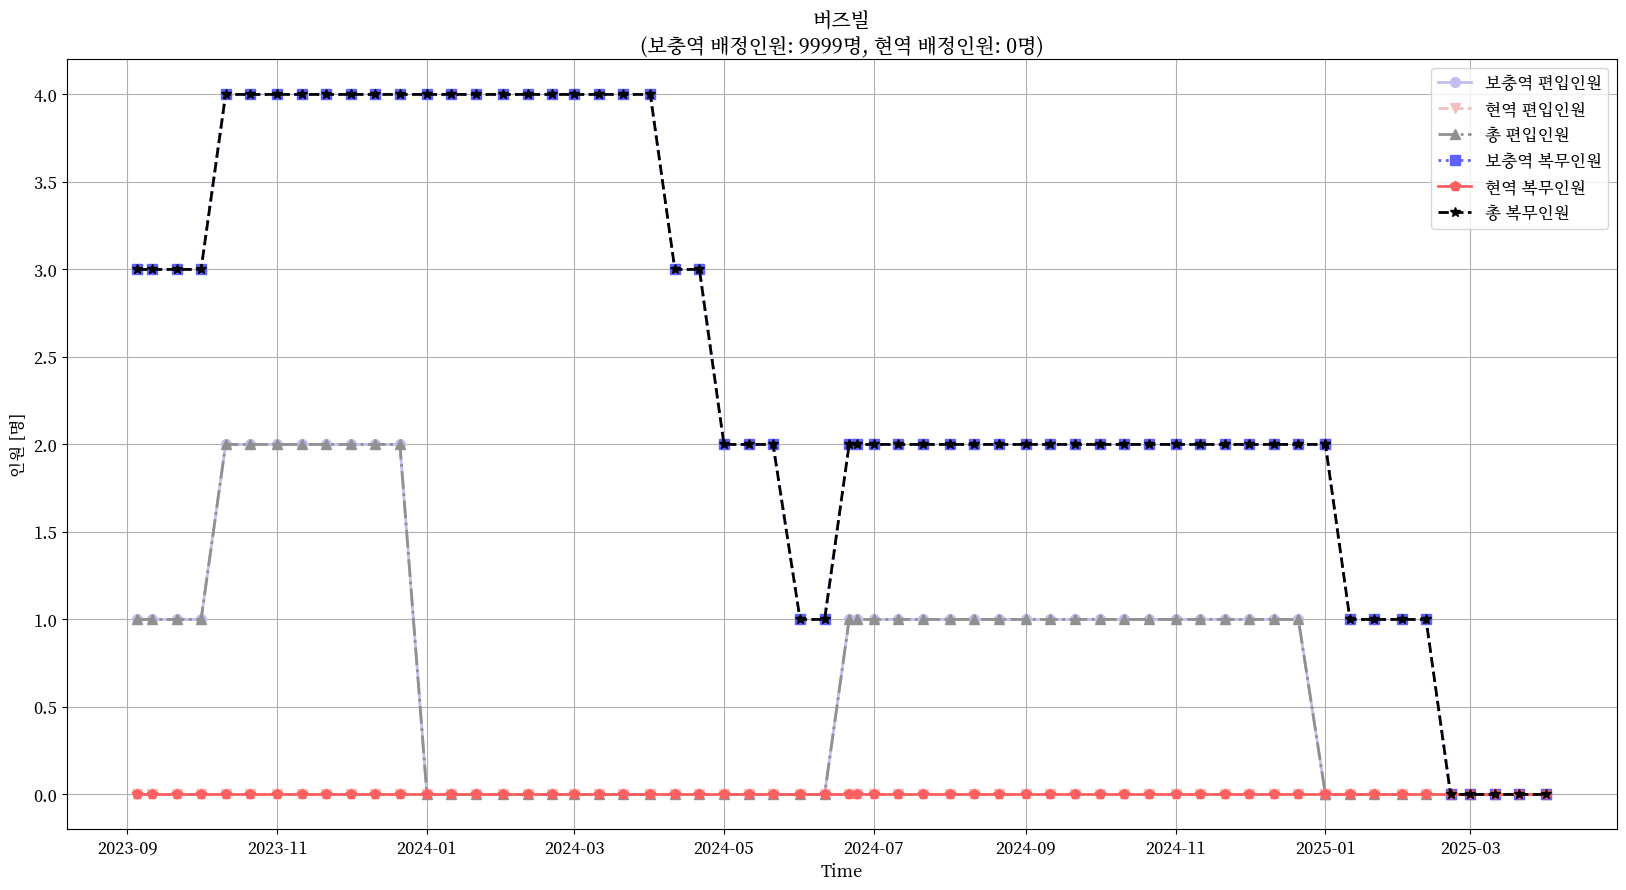 버즈빌
(보충역 배정인원: 9999명, 현역 배정인원: 0명)
보충역 편입인원
현역 편입인원
총 편입인원
보충역 복무인원
현역 복무인원
총 복무인원
4.0
3.5
3.0
2.5
2.0
1.5
1.0
0.5
0.0
인원 [명]
2023-09
2023-11
2024-01
2024-03
2024-05
2024-07
2024-09
2024-11
2025-01
2025-03
Time